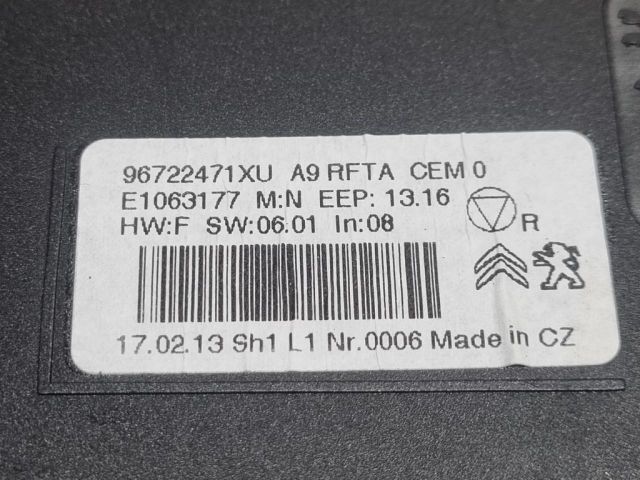 96722471XU A9 RFTA CEM 0
E1063177 M:N EEP: 13.16
HW:F SW:06.01 In:08
R
17.02.13 Sh1 L1 Nr.0006 Made in CZ